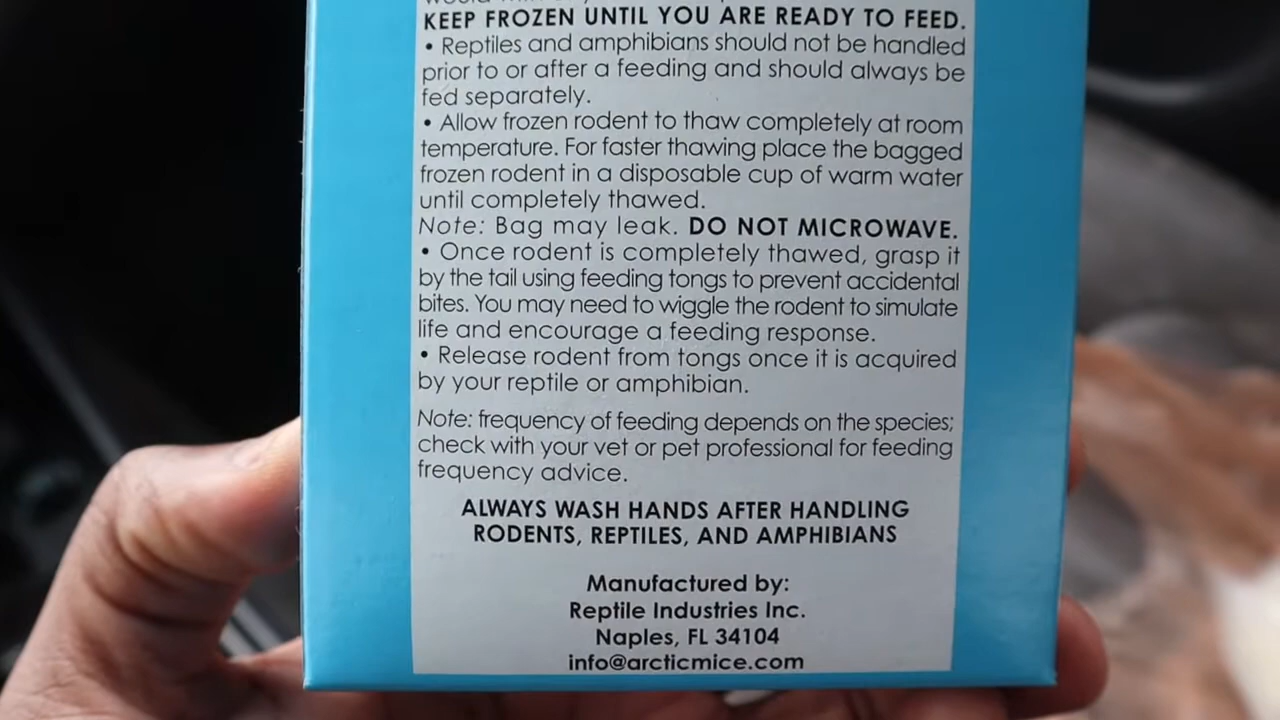 KEEP FROZEN UNTIL YOU ARE READY TO FEED.
• Reptiles and amphibians should not be handled
prior to or after a feeding and should always be
fed separately.
• Allow frozen rodent to thaw completely at room
temperature. For faster thawing place the bagged
frozen rodent in a disposable cup of warm water
until completely thawed.
Note: Bag may leak. DO NOT MICROWAVE.
• Once rodent is completely thawed, grasp it
by the tail using feeding tongs to prevent accidental
bites. You may need to wiggle the rodent to simulate
life and encourage a feeding response.
• Release rodent from tongs once it is acquired
by your reptile or amphibian.
Note: frequency of feeding depends on the species;
check with your vet or pet professional for feeding
frequency advice.
ALWAYS WASH HANDS AFTER HANDLING
RODENTS, REPTILES, AND AMPHIBIANS
Manufactured by:
Reptile Industries Inc.
Naples, FL 34104
info@arcticmice.com